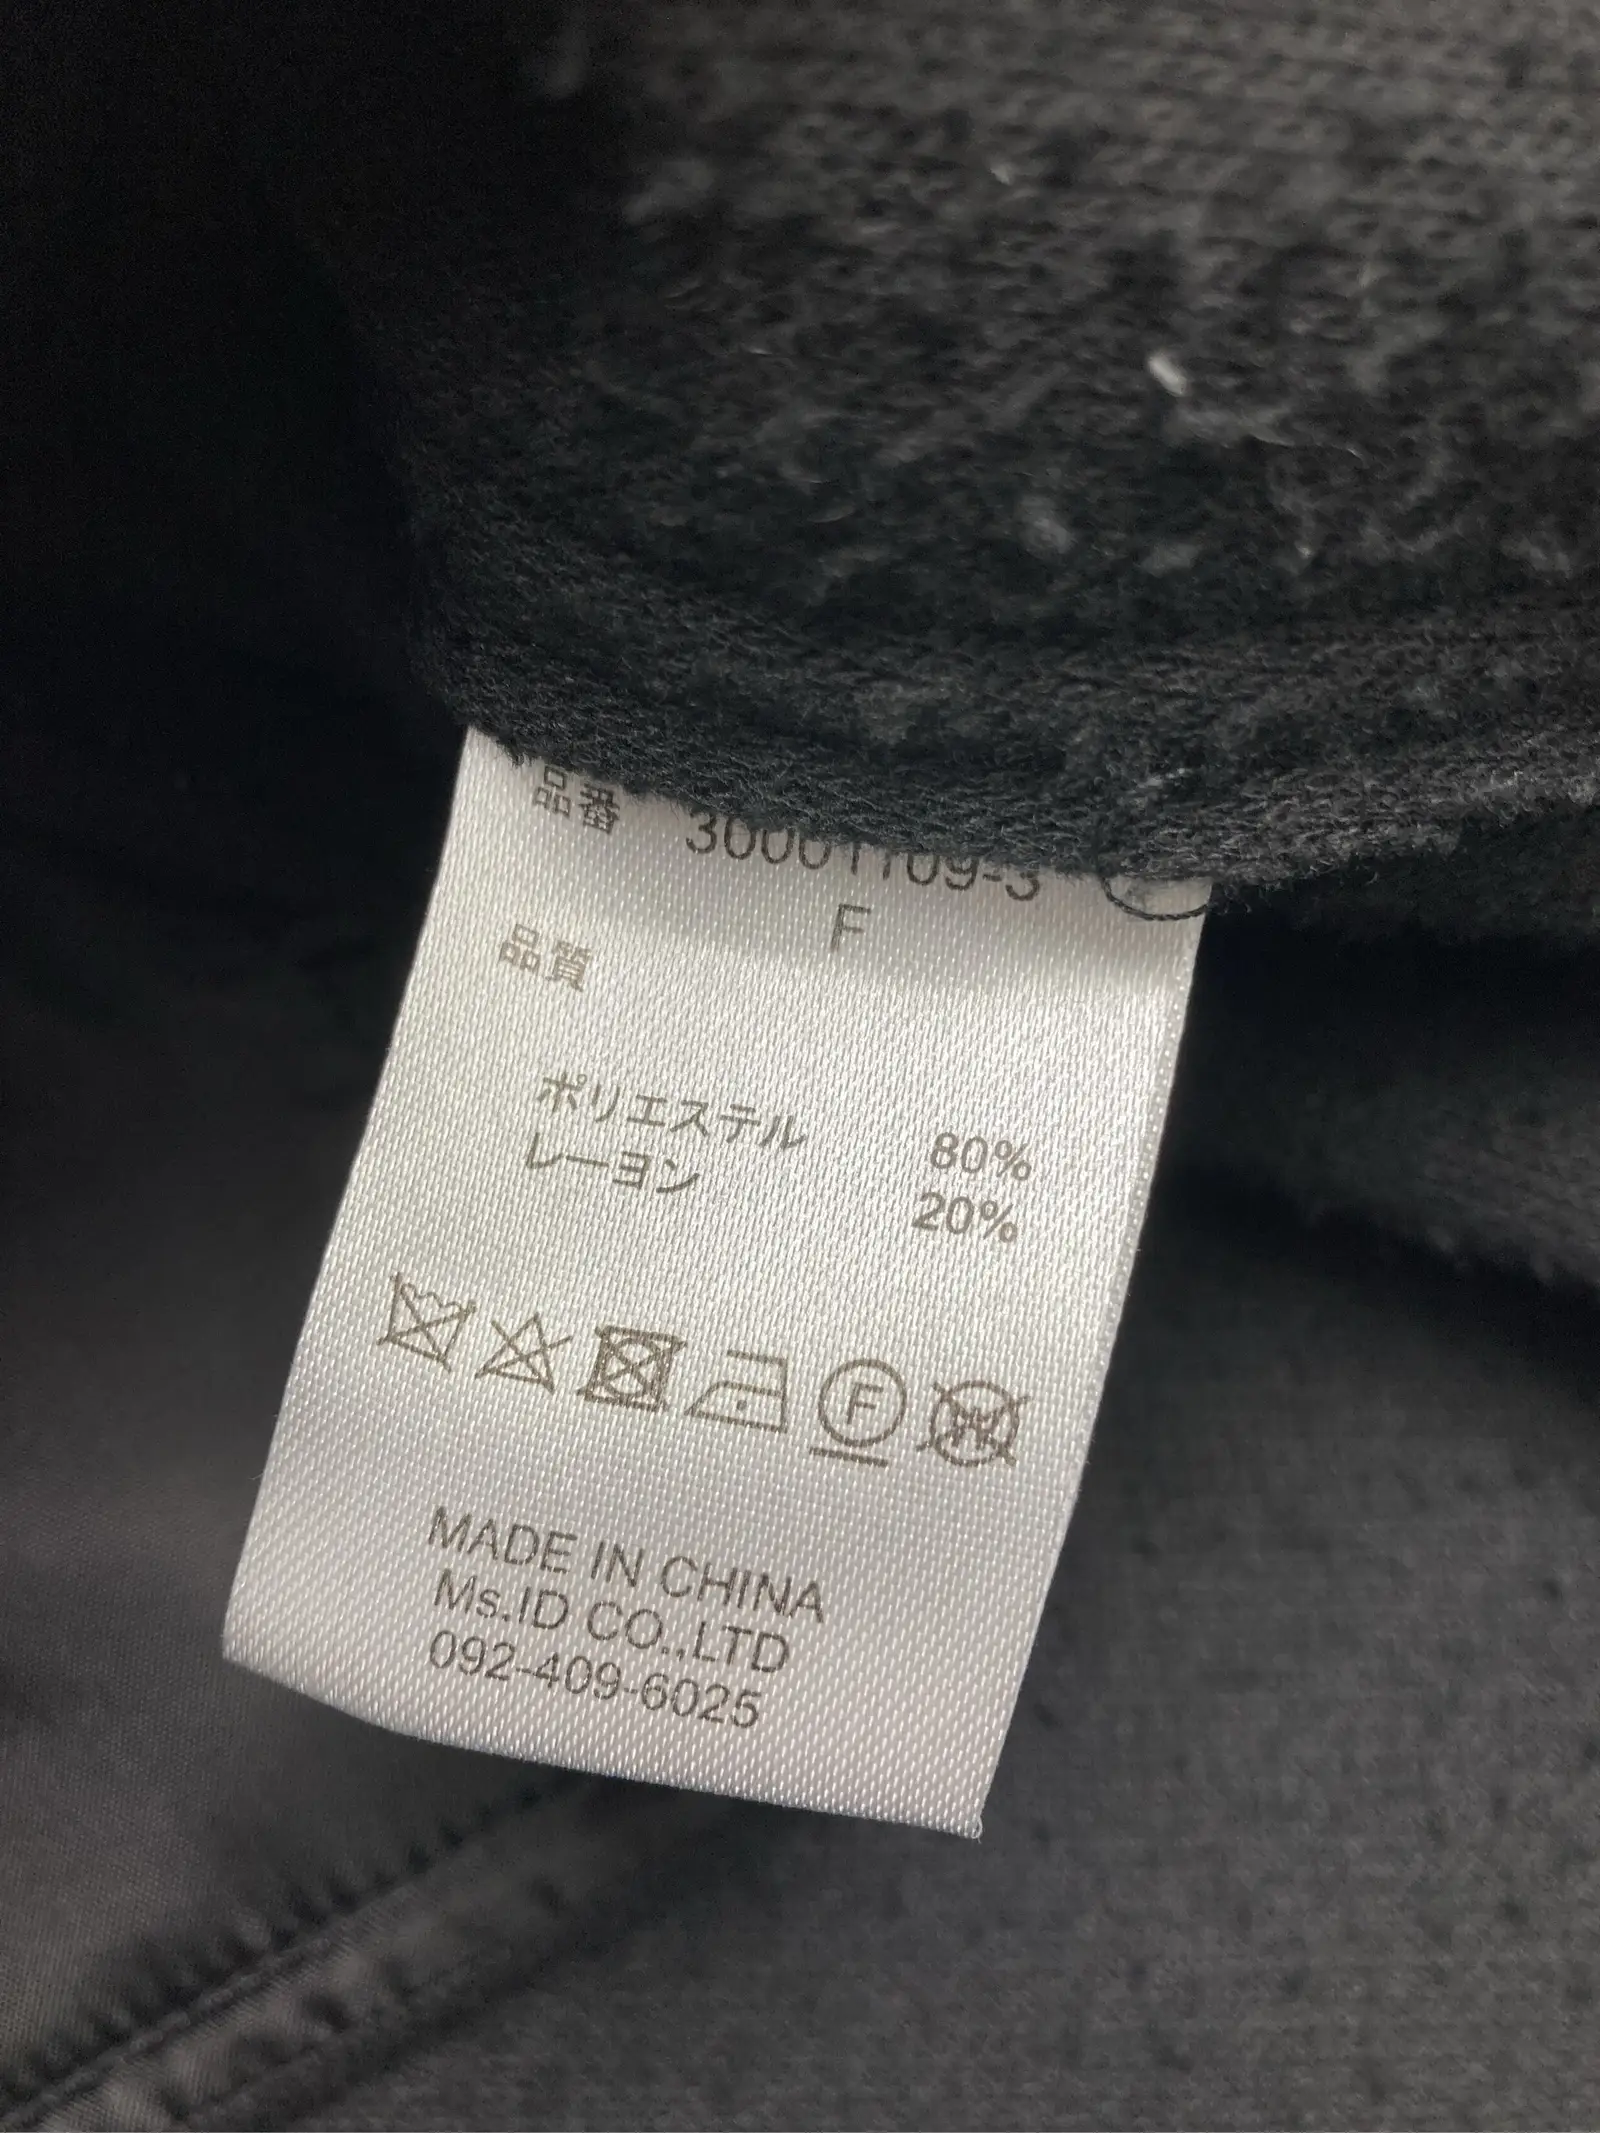 品番 30001109-3
F
品質
ポリエステル 80%
レーヨン 20%
F
W
MADE IN CHINA
Ms.ID CO.,LTD
092-409-6025